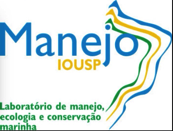 Manejo
IOUSP
Laboratório de manejo,
ecologia e conservação
marinha